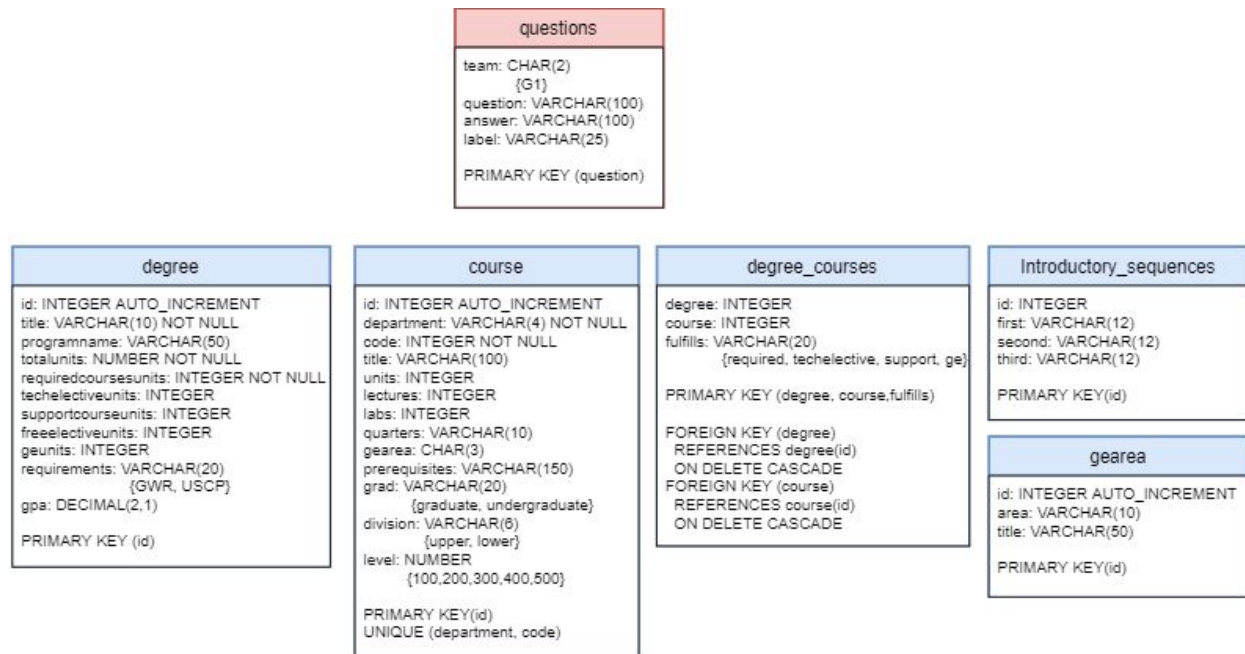 questions
team: CHAR(2)
{G1}
question: VARCHAR(100)
answer: VARCHAR(100)
label: VARCHAR(25)
PRIMARY KEY (question)
degree
id: INTEGER AUTO_INCREMENT
title: VARCHAR(10) NOT NULL
programname: VARCHAR(50)
totalunits: NUMBER NOT NULL
requiredcoursesunits: INTEGER NOT NULL
techelectiveunits: INTEGER
supportcourseunits: INTEGER
freeelectiveunits: INTEGER
geunits: INTEGER
requirements: VARCHAR(20)
{GWR, USCP}
gpa: DECIMAL(2,1)
PRIMARY KEY (id)
course
id: INTEGER AUTO_INCREMENT
department: VARCHAR(4) NOT NULL
code: INTEGER NOT NULL
title: VARCHAR(100)
units: INTEGER
lectures: INTEGER
labs: INTEGER
quarters: VARCHAR(10)
gearea: CHAR(3)
prerequisites: VARCHAR(150)
grad: VARCHAR(20)
{graduate, undergraduate}
division: VARCHAR(6)
{upper, lower}
level: NUMBER
{100,200,300,400,500}
PRIMARY KEY(id)
UNIQUE (department, code)
degree_courses
degree: INTEGER
course: INTEGER
fulfills: VARCHAR(20)
{required, techelective, support, ge}
PRIMARY KEY (degree, course,fulfills)
FOREIGN KEY (degree)
REFERENCES degree(id)
ON DELETE CASCADE
FOREIGN KEY (course)
REFERENCES course(id)
ON DELETE CASCADE
Introductory_sequences
id: INTEGER
first: VARCHAR(12)
second: VARCHAR(12)
third: VARCHAR(12)
PRIMARY KEY(id)
gearea
id: INTEGER AUTO_INCREMENT
area: VARCHAR(10)
title: VARCHAR(50)
PRIMARY KEY(id)